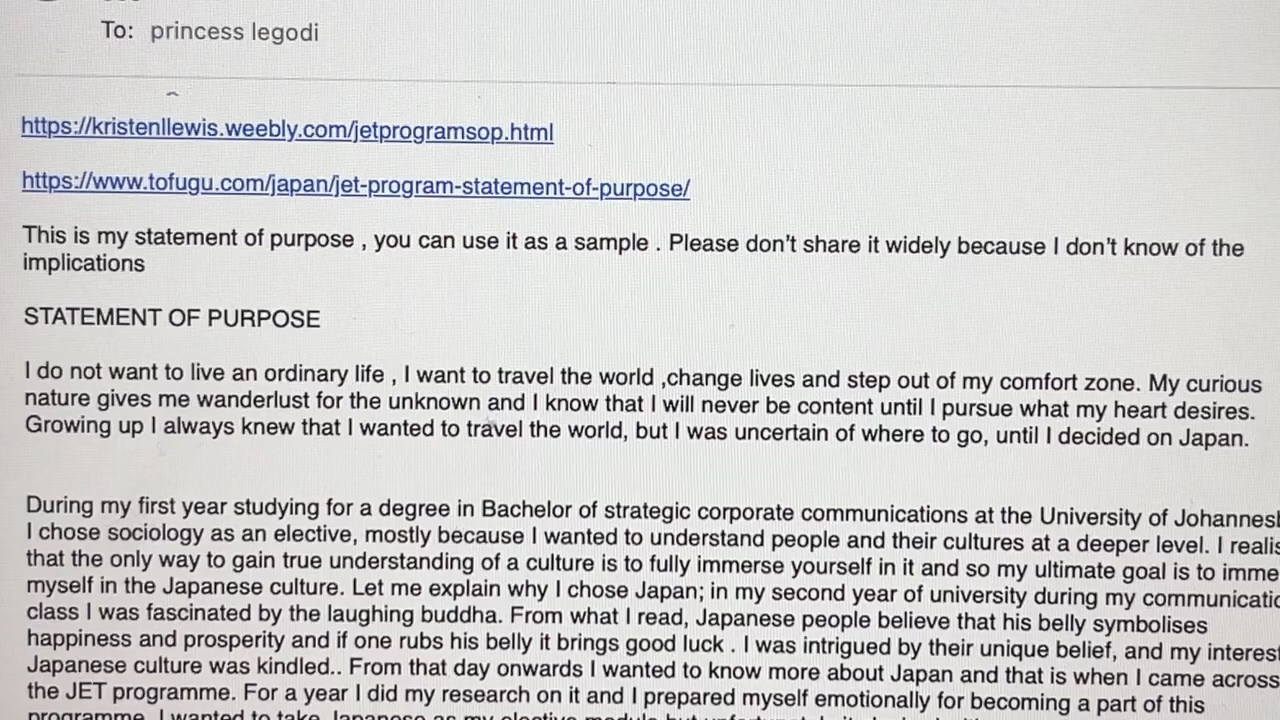 To: princess legodi
https://kristenllewis.weebly.com/jetprogramsop.html
https://www.tofugu.com/japan/jet-program-statement-of-purpose/
This is my statement of purpose , you can use it as a sample . Please don't share it widely because I don't know of the
implications
STATEMENT OF PURPOSE
I do not want to live an ordinary life , I want to travel the world ,change lives and step out of my comfort zone. My curious
nature gives me wanderlust for the unknown and I know that I will never be content until I pursue what my heart desires.
Growing up I always knew that I wanted to travel the world, but I was uncertain of where to go, until I decided on Japan.
During my first year studying for a degree in Bachelor of strategic corporate communications at the University of
I chose sociology as an elective, mostly because I wanted to understand people and their cultures at a deeper level. I
that the only way to gain true understanding of a culture is to fully immerse yourself in it and so my ultimate goal is to
myself in the Japanese culture. Let me explain why I chose Japan; in my second year of university during my
class I was fascinated by the laughing buddha. From what I read, Japanese people believe that his belly symbolises
happiness and prosperity and if one rubs his belly it brings good luck . I was intrigued by their unique belief, and my interest
Japanese culture was kindled.. From that day onwards I wanted to know more about Japan and that is when I came across
the JET programme. For a year I did my research on it and I prepared myself emotionally for becoming a part of this
programme. I wanted to take Japanese as my elective module but